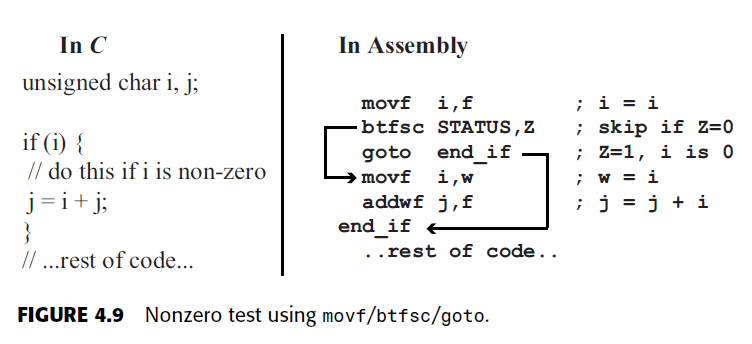 In C
unsigned char i, j;
if (i) {
// do this if i is non-zero
j = i + j;
}
// ...rest of code...
In Assembly
movf i,f ; i = i
btfsc STATUS,Z ; skip if Z=0
goto end_if ; Z=1, i is 0
movf i,w ; w = i
addwf j,f ; j = j + i
end_if
..rest of code..
FIGURE 4.9 Nonzero test using movf/btfsc/goto.